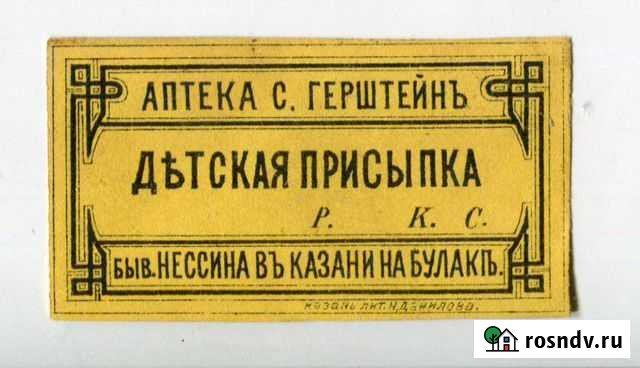 АПТЕКА С. ГЕРШТЕЙНЪ
ДѢТСКАЯ ПРИСЫПКА
Р. К. С.
БЫВ. НЕССИНА ВЪ КАЗАНИ НА БУЛАКѢ.
КАЗАНЬ ЛИТ. Н. ДАНИЛОВА.
rosndv.ru